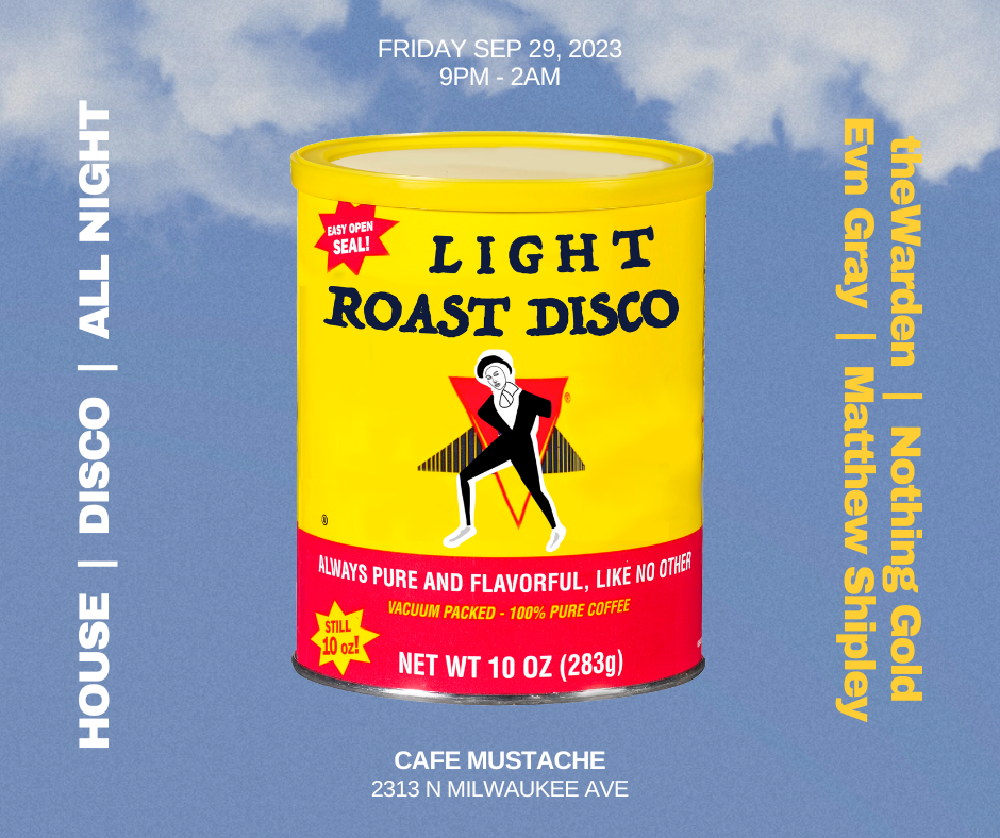 FRIDAY SEP 29, 2023
9PM - 2AM
HOUSE | DISCO | ALL NIGHT
EASY OPEN
SEAL!
LIGHT
ROAST DISCO
®
®
ALWAYS PURE AND FLAVORFUL, LIKE NO OTHER
VACUUM PACKED - 100% PURE COFFEE
STILL
10 oz!
NET WT 10 OZ (283g)
theWarden | Nothing Gold
Evn Gray | Matthew Shipley
CAFE MUSTACHE
2313 N MILWAUKEE AVE